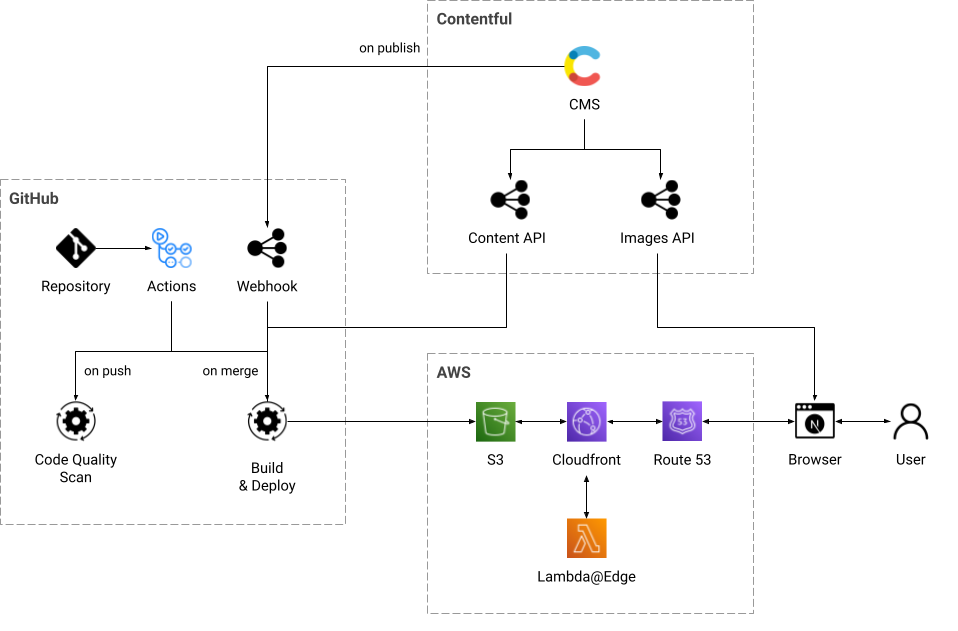 Contentful
on publish
CMS
Content API
Images API
GitHub
Repository
Actions
Webhook
on push
on merge
Code Quality
Scan
Build
& Deploy
AWS
S3
Cloudfront
53
Route 53
N
Browser
User
Lambda@Edge